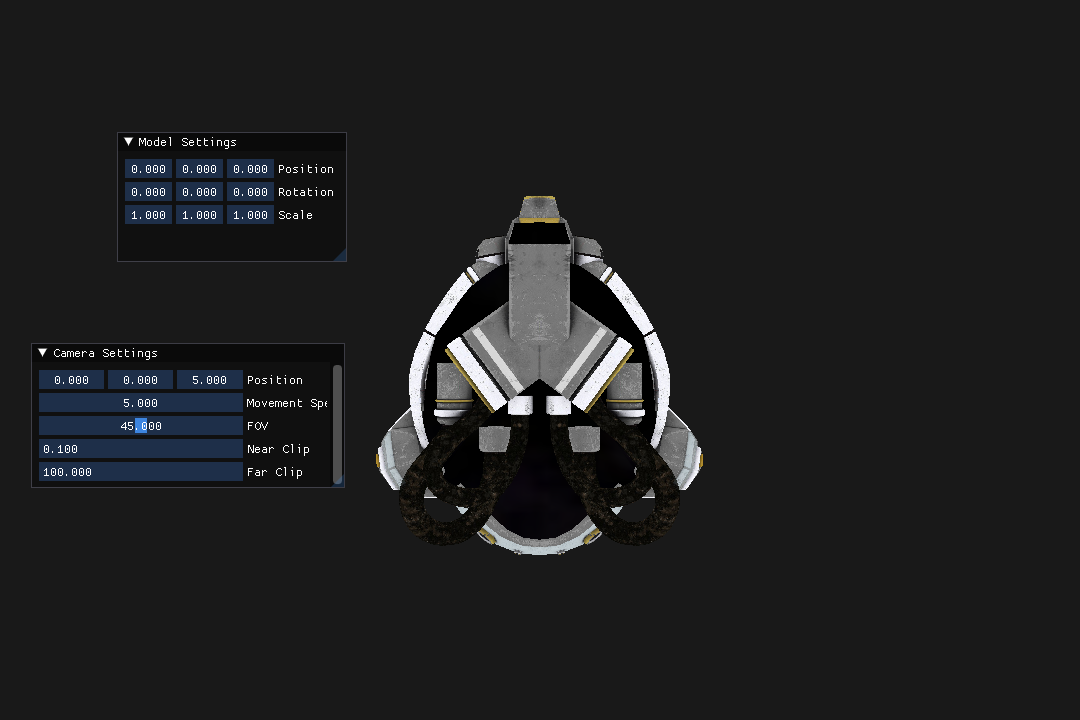 Model Settings
0.000 0.000 0.000 Position
0.000 0.000 0.000 Rotation
1.000 1.000 1.000 Scale
Camera Settings
0.000 0.000 5.000 Position
5.000 Movement Spe
45.000 FOV
0.100 Near Clip
100.000 Far Clip